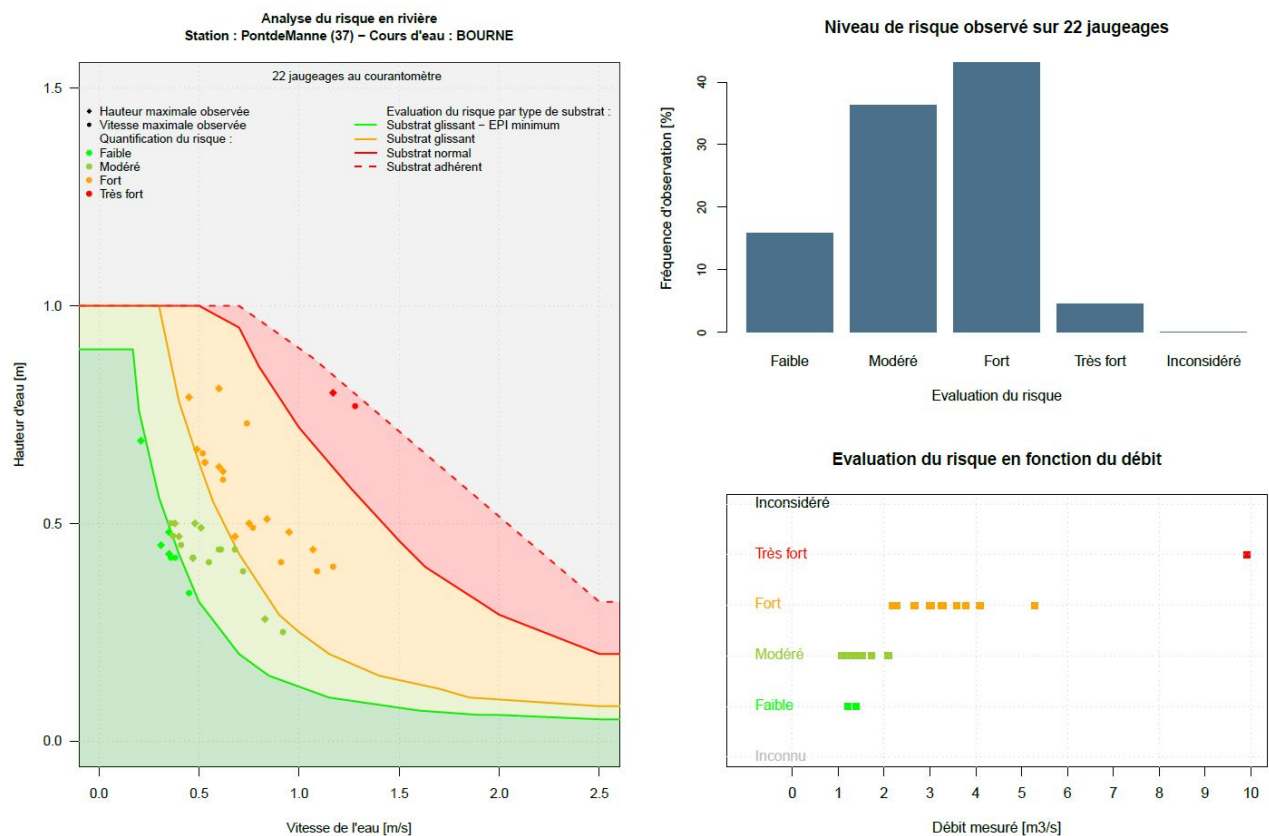 Analyse du risque en rivière
Station : PontdeManne (37) − Cours d'eau : BOURNE
22 jaugeages au courantomètre
Hauteur maximale observée
Vitesse maximale observée
Quantification du risque :
Faible
Modéré
Fort
Très fort
Evaluation du risque par type de substrat :
Substrat glissant − EPI minimum
Substrat glissant
Substrat normal
Substrat adhérent
Hauteur d'eau [m]
1.5
1.0
0.5
0.0
0.0 0.5 1.0 1.5 2.0 2.5
Vitesse de l'eau [m/s]
Niveau de risque observé sur 22 jaugeages
Fréquence d'observation [%]
40
30
20
10
0
Faible Modéré Fort Très fort Inconsidéré
Evaluation du risque
Evaluation du risque en fonction du débit
Inconsidéré
Très fort
Fort
Modéré
Faible
Inconnu
0 1 2 3 4 5 6 7 8 9 10
Débit mesuré [m3/s]